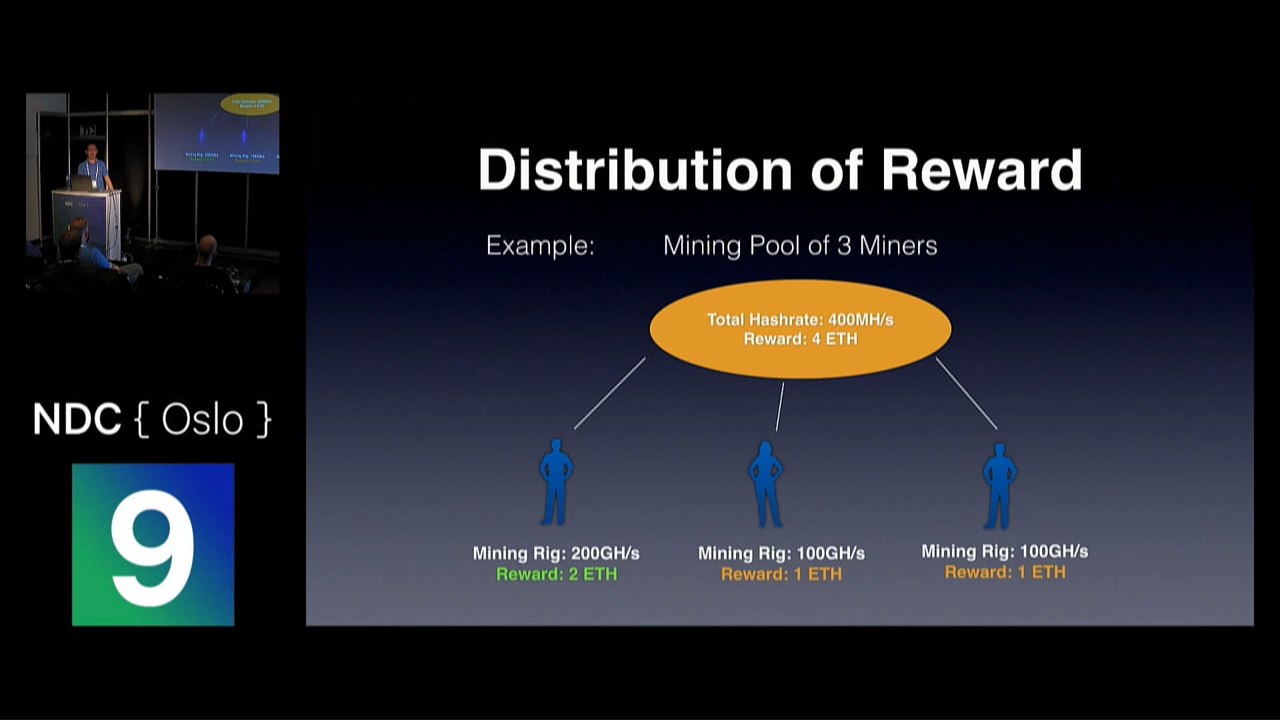 Distribution of Reward
Example: Mining Pool of 3 Miners
Total Hashrate: 400MH/s
Reward: 4 ETH
Mining Rig: 200GH/s
Reward: 2 ETH
Mining Rig: 100GH/s
Reward: 1 ETH
Mining Rig: 100GH/s
Reward: 1 ETH
NDC { Oslo }
9